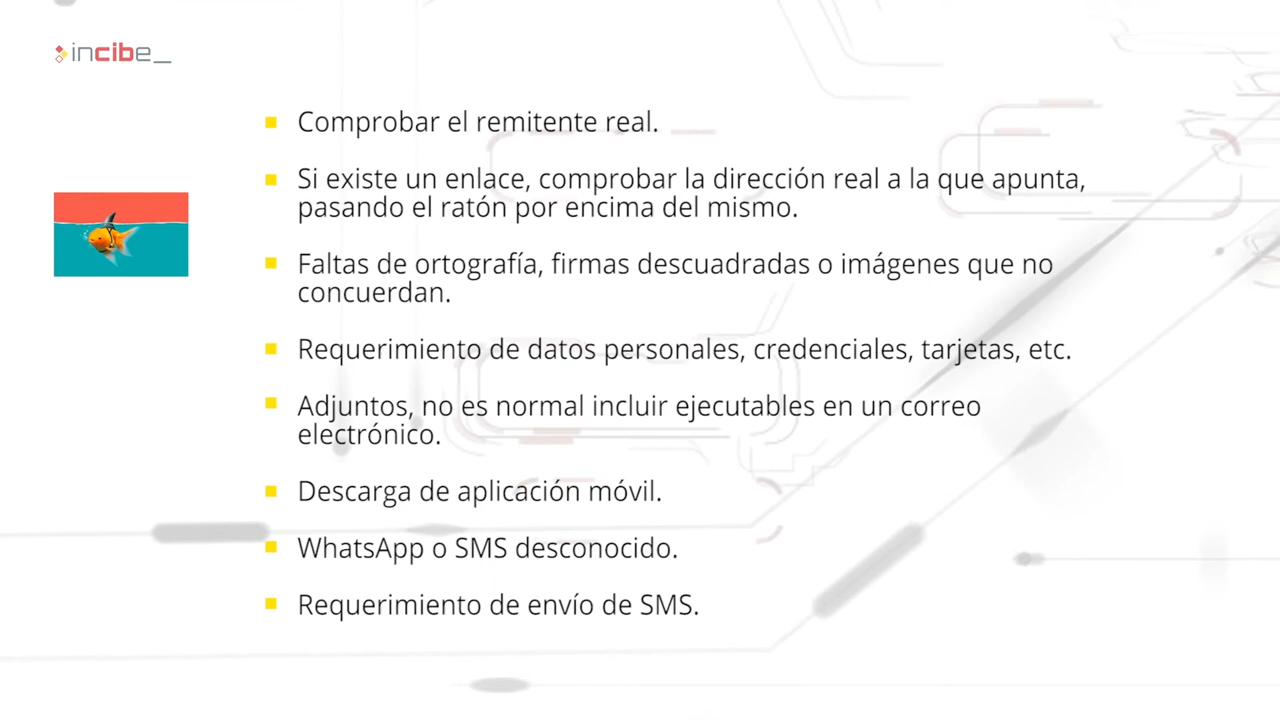 incibe_
Comprobar el remitente real.
Si existe un enlace, comprobar la dirección real a la que apunta,
pasando el ratón por encima del mismo.
Faltas de ortografía, firmas descuadradas o imágenes que no
concuerdan.
Requerimiento de datos personales, credenciales, tarjetas, etc.
Adjuntos, no es normal incluir ejecutables en un correo
electrónico.
Descarga de aplicación móvil.
WhatsApp o SMS desconocido.
Requerimiento de envío de SMS.